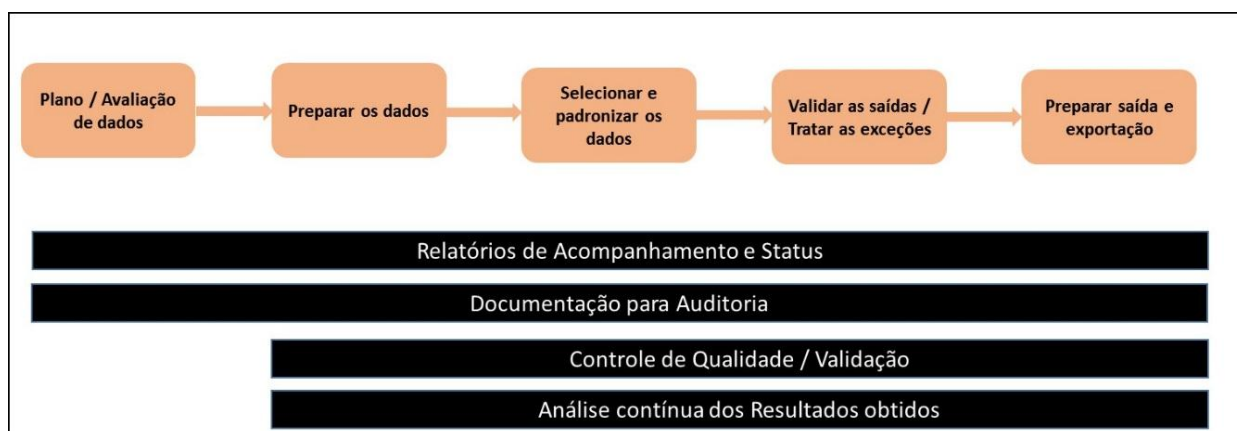 Plano / Avaliação
de dados
Preparar os dados
Selecionar e
padronizar os
dados
Validar as saídas /
Tratar as exceções
Preparar saída e
exportação
Relatórios de Acompanhamento e Status
Documentação para Auditoria
Controle de Qualidade / Validação
Análise contínua dos Resultados obtidos